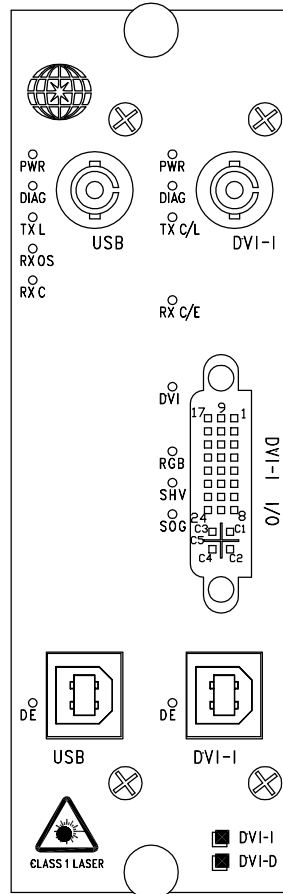 PWR PWR
DIAG DIAG
TX L TX C/L
USB DVI-I
RX OS
RX C
RX C/E
DVI
17 9 1
RGB
DVI-I I/O
SHV
SOG
24 8
C3 C1
C5
C4 C2
DE DE
USB DVI-I
CLASS 1 LASER
DVI-I
DVI-D